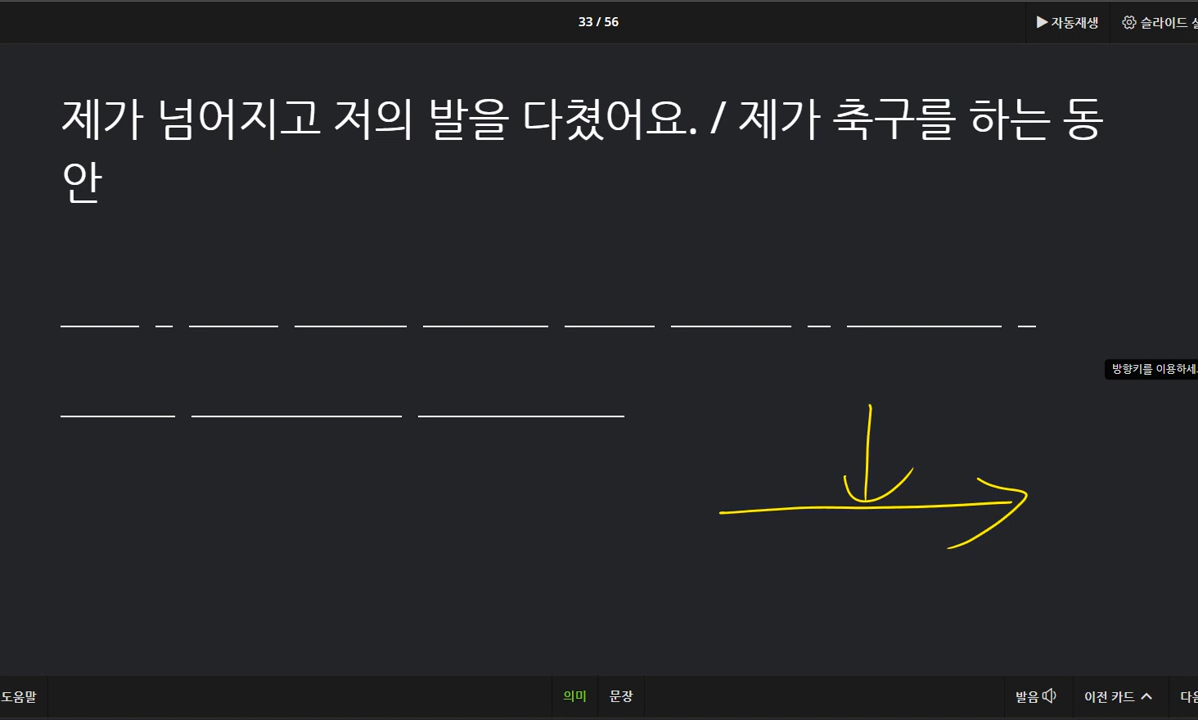 33 / 56
▶ 자동재생
슬라이드
제가 넘어지고 저의 발을 다쳤어요. / 제가 축구를 하는 동
안
방향키를 이용하세
도움말
의미
문장
발음
이전 카드